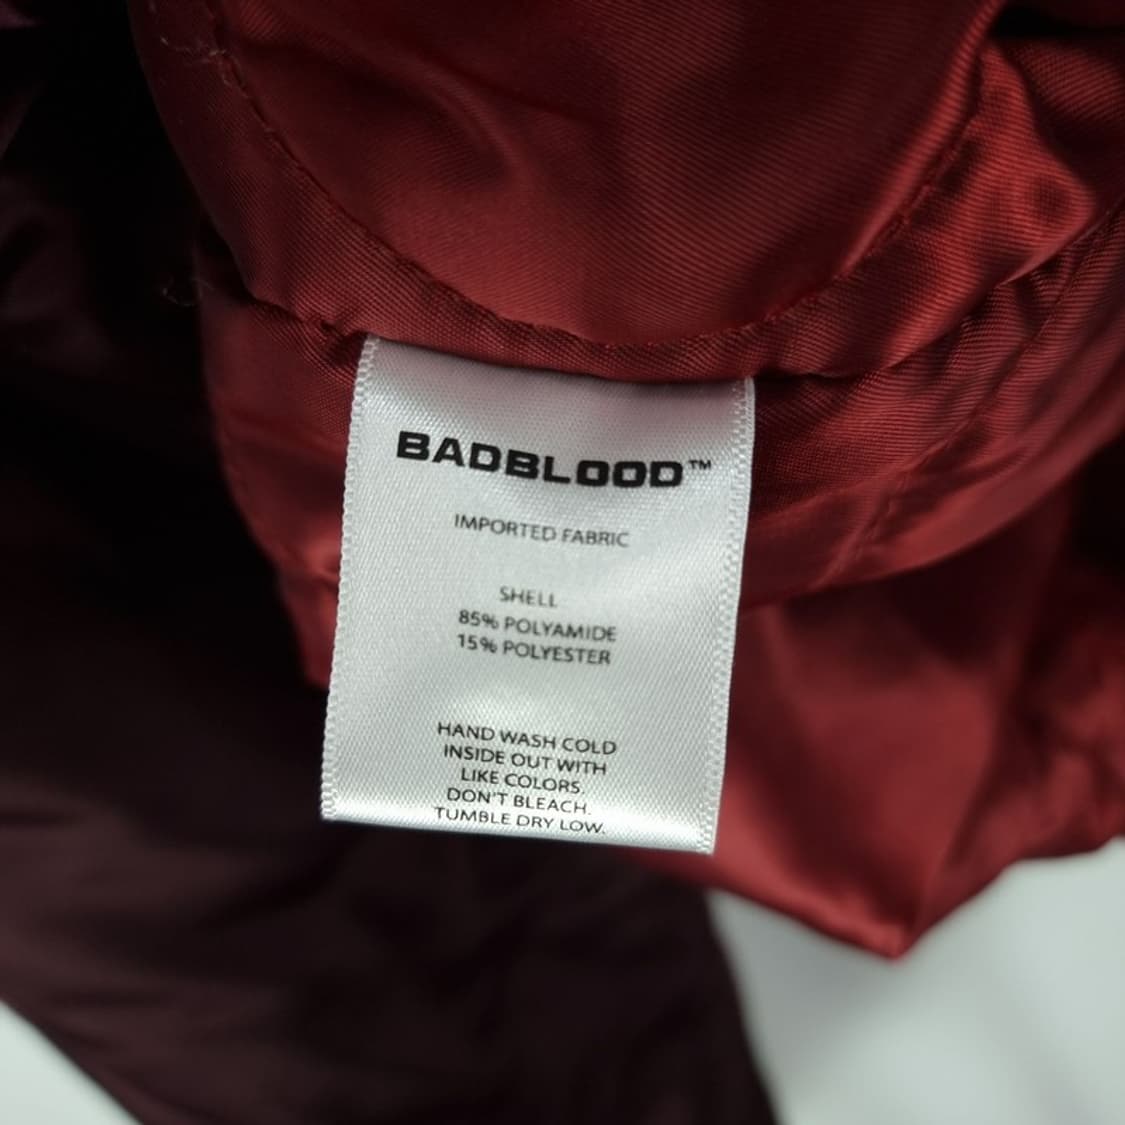 BADBLOOD™
IMPORTED FABRIC
SHELL
85% POLYAMIDE
15% POLYESTER
HAND WASH COLD
INSIDE OUT WITH
LIKE COLORS.
DON'T BLEACH.
TUMBLE DRY LOW.